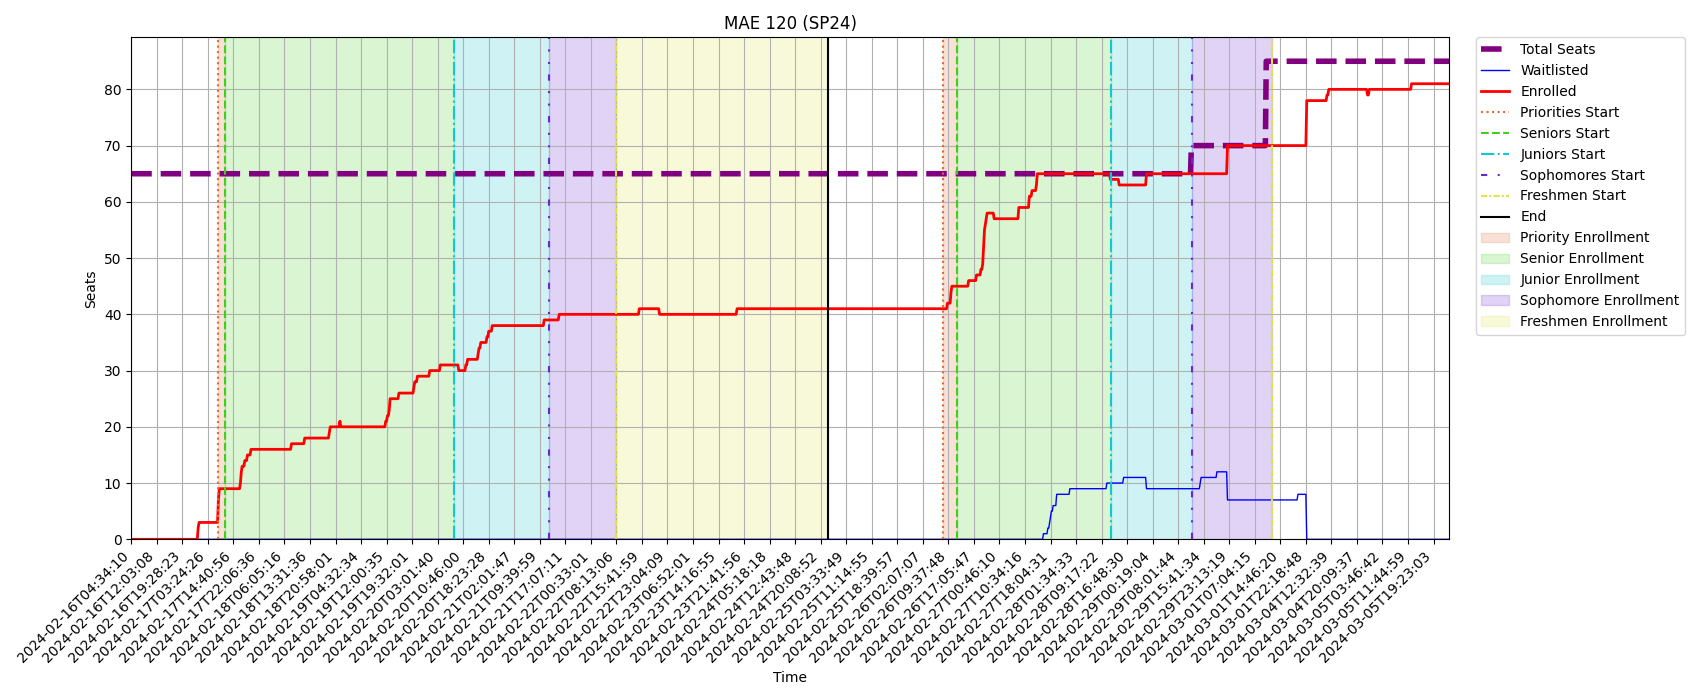 MAE 120 (SP24)
Seats
80
70
60
50
40
30
20
10
0
2024-02-16T04:34:10
2024-02-16T12:03:08
2024-02-16T19:28:23
2024-02-17T03:24:26
2024-02-17T14:40:56
2024-02-17T22:06:36
2024-02-18T06:05:16
2024-02-18T13:31:36
2024-02-18T20:58:01
2024-02-19T04:32:34
2024-02-19T12:00:35
2024-02-19T19:32:01
2024-02-20T03:01:40
2024-02-20T10:46:00
2024-02-20T18:23:28
2024-02-21T02:01:47
2024-02-21T09:39:59
2024-02-21T17:07:11
2024-02-22T00:33:01
2024-02-22T08:13:06
2024-02-22T15:41:59
2024-02-22T23:04:09
2024-02-23T06:52:01
2024-02-23T14:16:55
2024-02-23T21:41:56
2024-02-24T05:18:18
2024-02-24T12:43:48
2024-02-24T20:08:52
2024-02-25T03:33:49
2024-02-25T11:14:55
2024-02-25T18:39:57
2024-02-26T02:07:07
2024-02-26T09:37:48
2024-02-26T17:05:47
2024-02-27T00:46:10
2024-02-27T10:34:16
2024-02-27T18:04:31
2024-02-28T01:34:33
2024-02-28T09:17:22
2024-02-28T16:48:30
2024-02-29T00:19:04
2024-02-29T08:01:44
2024-02-29T15:41:34
2024-02-29T23:13:19
2024-03-01T07:04:15
2024-03-01T14:46:20
2024-03-01T22:18:48
2024-03-04T12:32:39
2024-03-04T20:09:37
2024-03-05T03:46:42
2024-03-05T11:44:59
2024-03-05T19:23:03
Time
Total Seats
Waitlisted
Enrolled
Priorities Start
Seniors Start
Juniors Start
Sophomores Start
Freshmen Start
End
Priority Enrollment
Senior Enrollment
Junior Enrollment
Sophomore Enrollment
Freshmen Enrollment